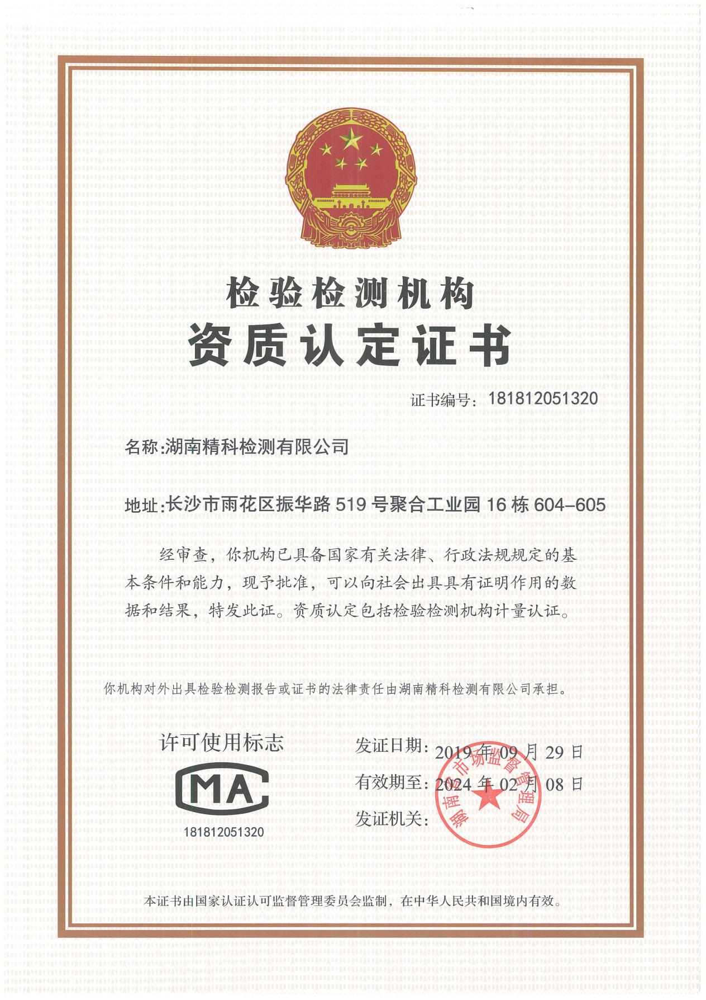 检验检测机构
资质认定证书
证书编号：181812051320
名称:湖南精科检测有限公司
地址:长沙市雨花区振华路 519 号聚合工业园 16 栋 604-605
经审查，你机构已具备国家有关法律、行政法规规定的基
本条件和能力，现予批准，可以向社会出具具有证明作用的数
据和结果，特发此证。资质认定包括检验检测机构计量认证。
你机构对外出具检验检测报告或证书的法律责任由湖南精科检测有限公司承担。
许可使用标志
MA
181812051320
发证日期：2019 年 09 月 29 日
有效期至：2024 年 02 月 08 日
发证机关：
湖南省市场监督管理局
本证书由国家认证认可监督管理委员会监制，在中华人民共和国境内有效。